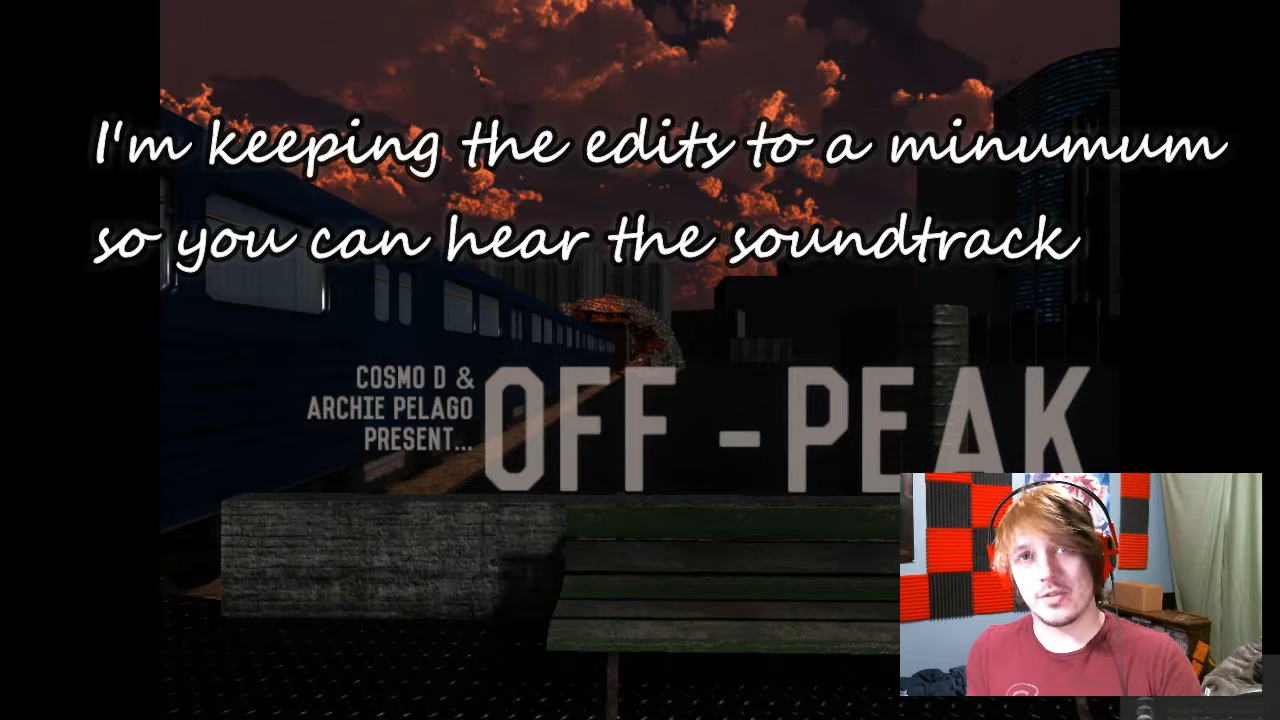 I'm keeping the edits to a minumum
so you can hear the soundtrack
COSMO D &
ARCHIE PELAGO
PRESENT...
OFF - PEAK